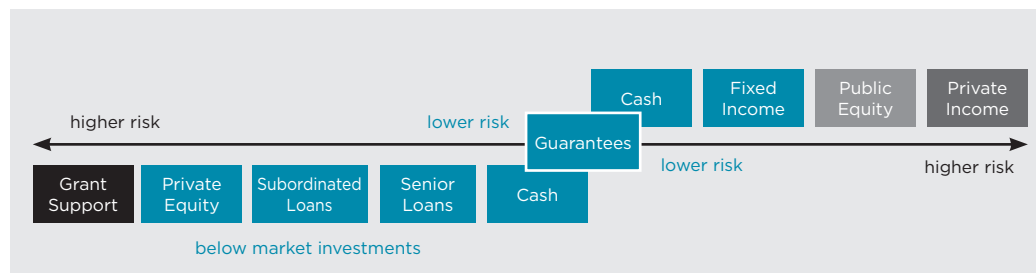 Cash
Fixed
Income
Public
Equity
Private
Income
higher risk
lower risk
Guarantees
lower risk
higher risk
Grant
Support
Private
Equity
Subordinated
Loans
Senior
Loans
Cash
below market investments